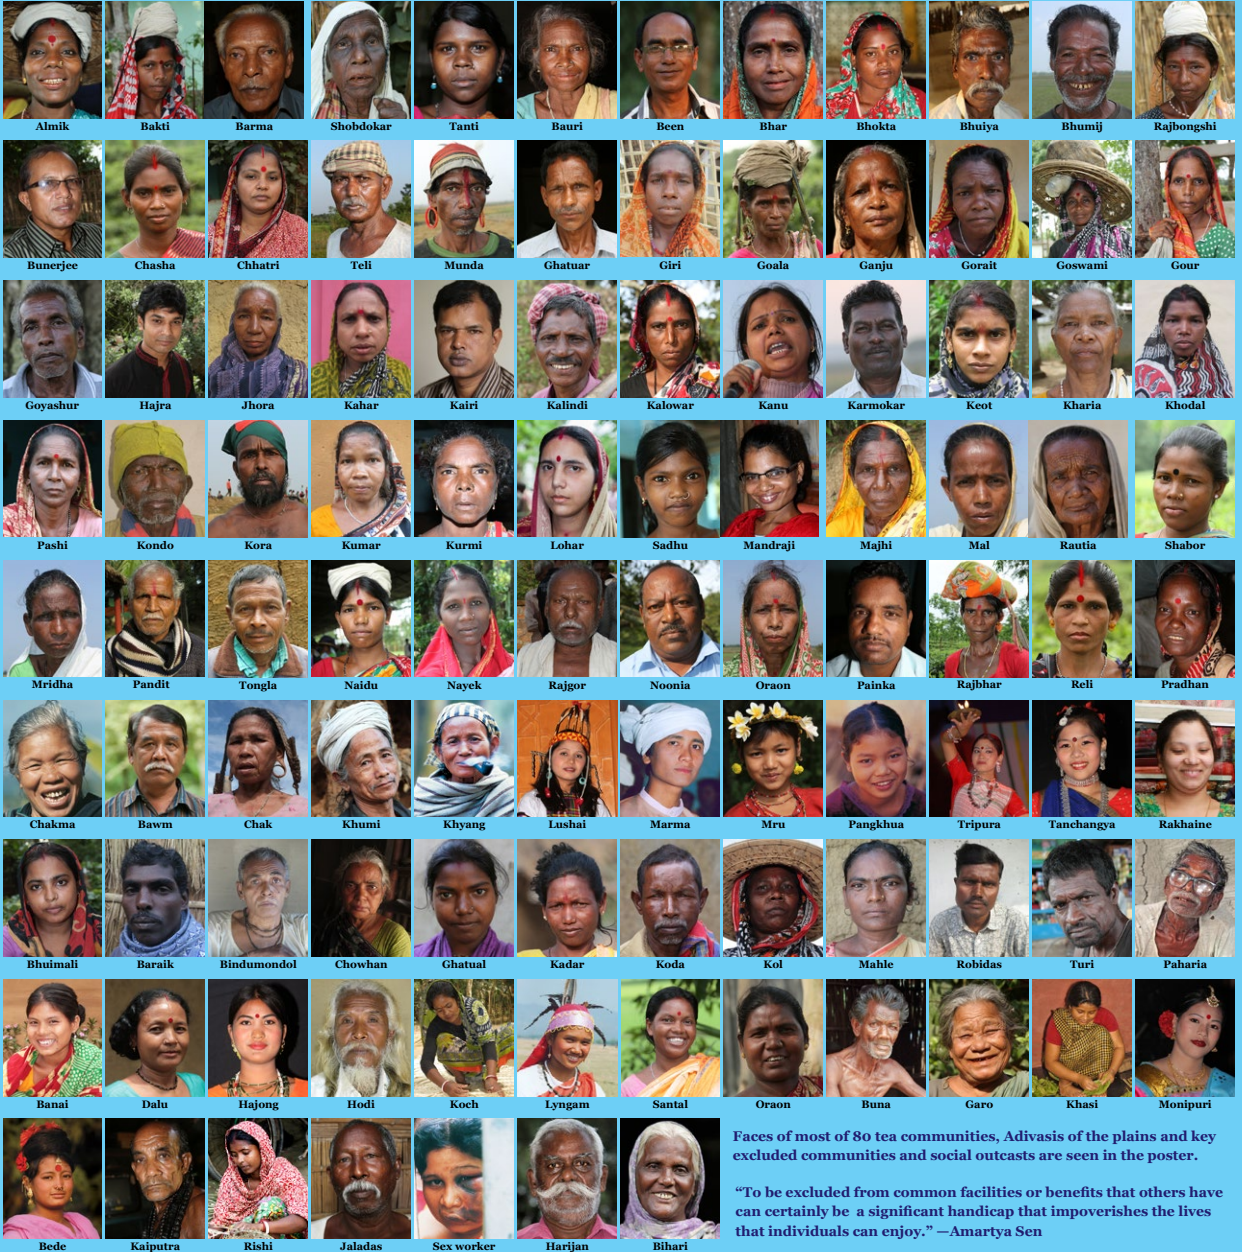 Almik Bakti Barma Shobdokar Tanti Bauri Been Bhar Bhokta Bhuiya Bhumij Rajbongshi
Bunerjee Chasha Chhatri Teli Munda Ghatuar Giri Goala Ganju Gorait Goswami Gour
Goyashur Hajra Jhora Kahar Kairi Kalindi Kalowar Kanu Karmokar Keot Kharia Khodal
Pashi Kondo Kora Kumar Kurmi Lohar Sadhu Mandraji Majhi Mal Rautia Shabor
Mridha Pandit Tongla Naidu Nayek Rajgor Noonia Oraon Painka Rajbhar Reli Pradhan
Chakma Bawm Chak Khumi Khyang Lushai Marma Mru Pangkhua Tripura Tanchangya Rakhaine
Bhuimali Baraik Bindumondol Chowhan Ghatual Kadar Koda Kol Mahle Robidas Turi Paharia
Banai Dalu Hajong Hodi Koch Lyngam Santal Oraon Buna Garo Khasi Monipuri
Bede Kaiputra Rishi Jaladas Sex worker Harijan Bihari
Faces of most of 80 tea communities, Adivasis of the plains and key
excluded communities and social outcasts are seen in the poster.
“To be excluded from common facilities or benefits that others have
can certainly be a significant handicap that impoverishes the lives
that individuals can enjoy.” —Amartya Sen